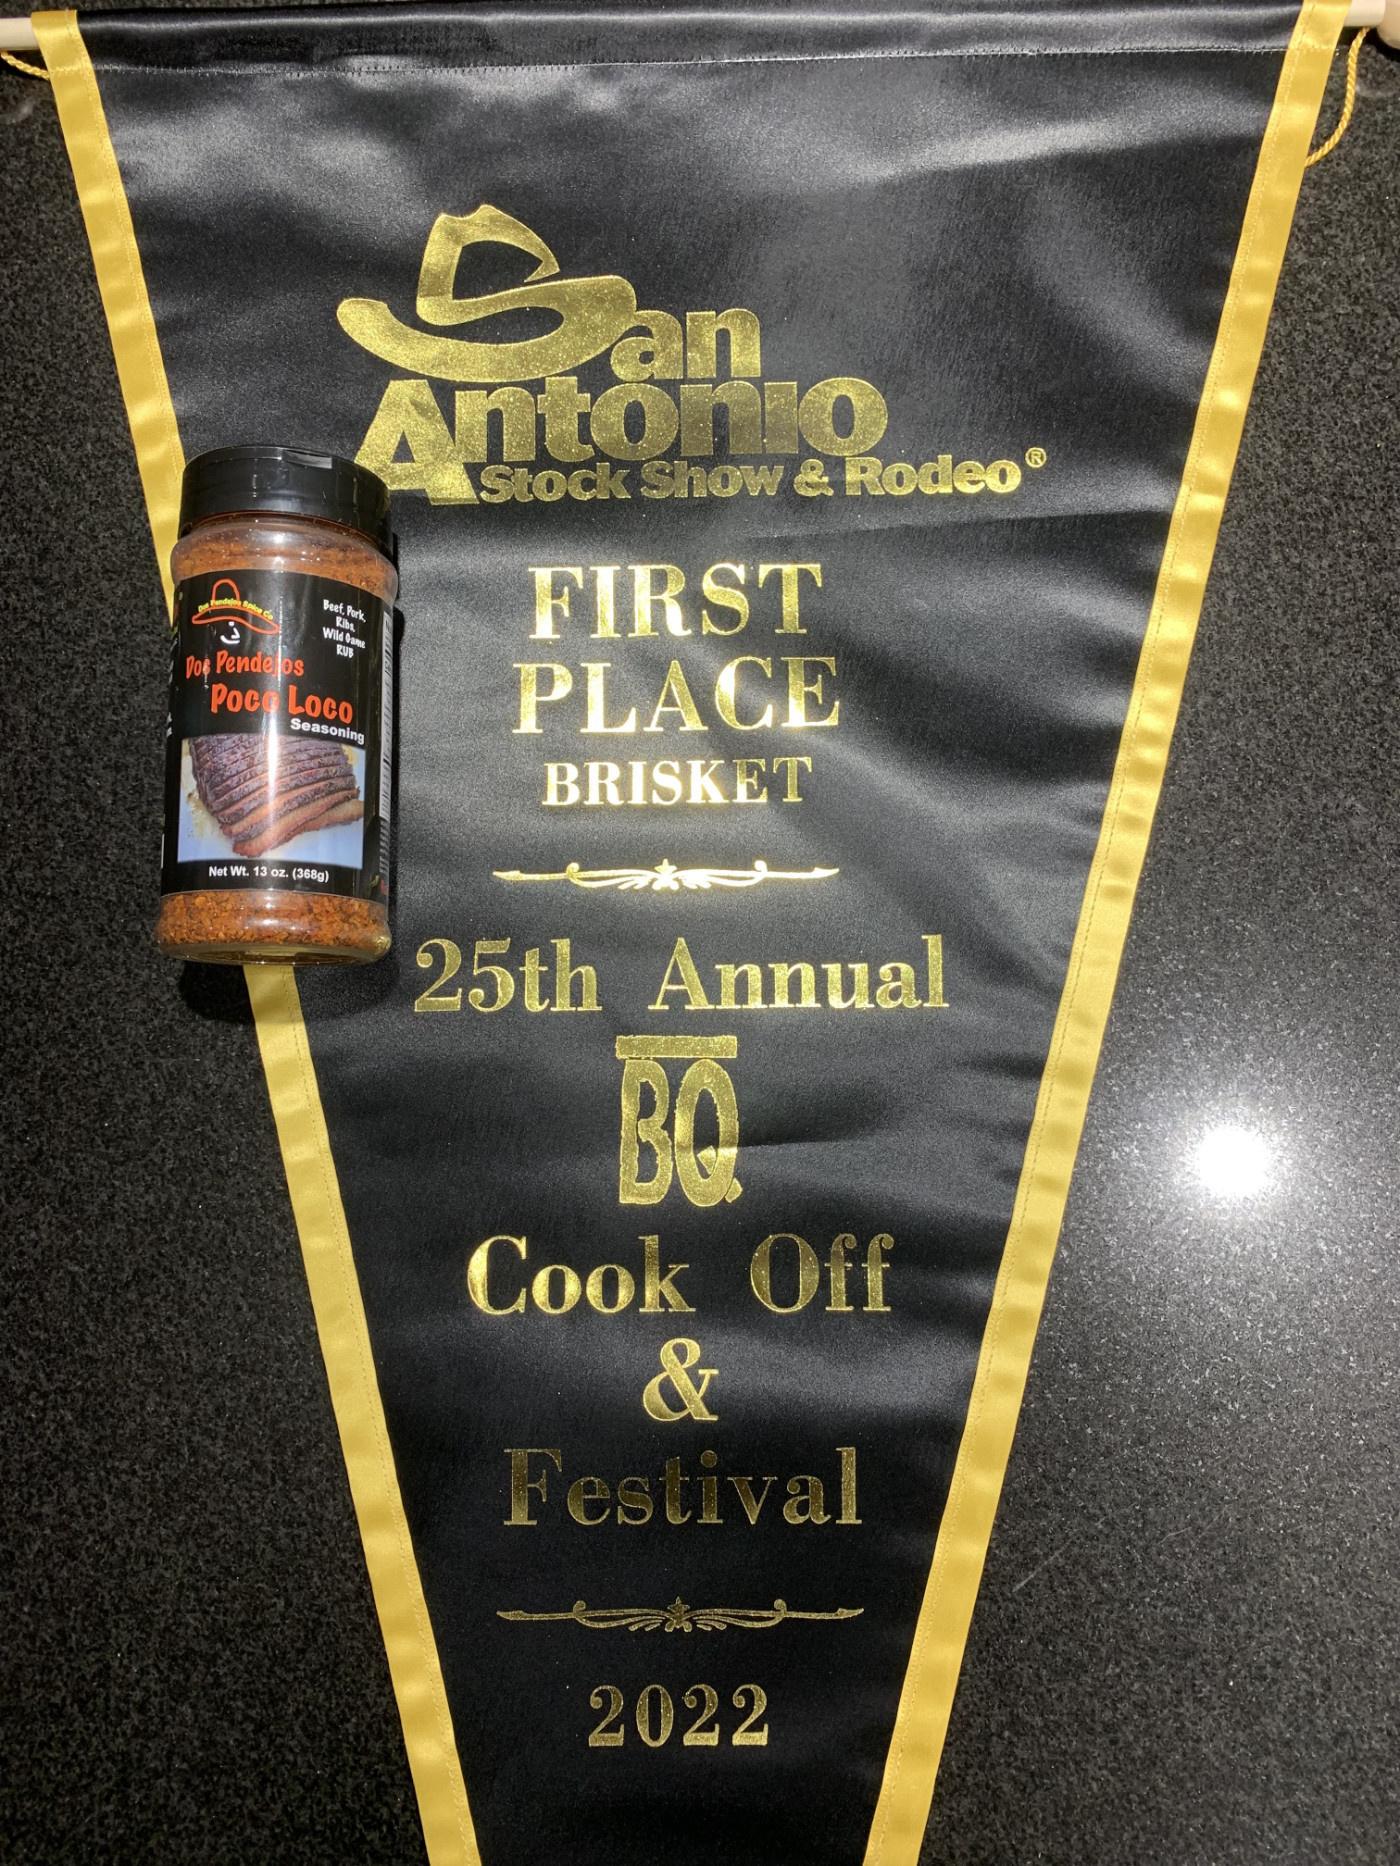 San
Antonio
Stock Show & Rodeo®
FIRST
PLACE
BRISKET
25th Annual
BQ
Cook Off
&
Festival
2022
Dos Pendejos Spice Co
Beef, Pork,
Ribs,
Wild Game
RUB
Dos Pendejos
Poco Loco
Seasoning
Net Wt. 13 oz. (368g)